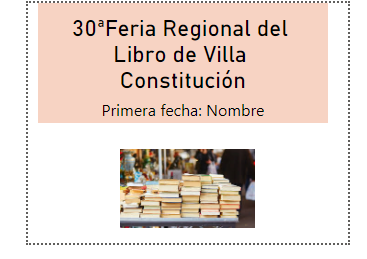 30ªFeria Regional del
Libro de Villa
Constitución
Primera fecha: Nombre